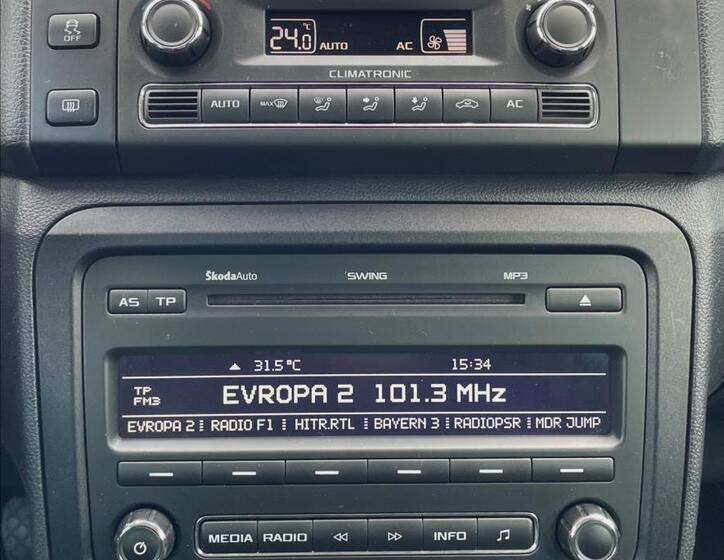 OFF
24.0 °C AUTO AC
CLIMATRONIC
AUTO MAX AC
ŠkodaAuto SWING MP3
AS TP
31.5°C 15:34
TP
FM3
EVROPA 2 101.3 MHz
EVROPA 2 RADIO F1 HITR.RTL BAYERN 3 RADIOPSR MDR JUMP
MEDIA RADIO INFO